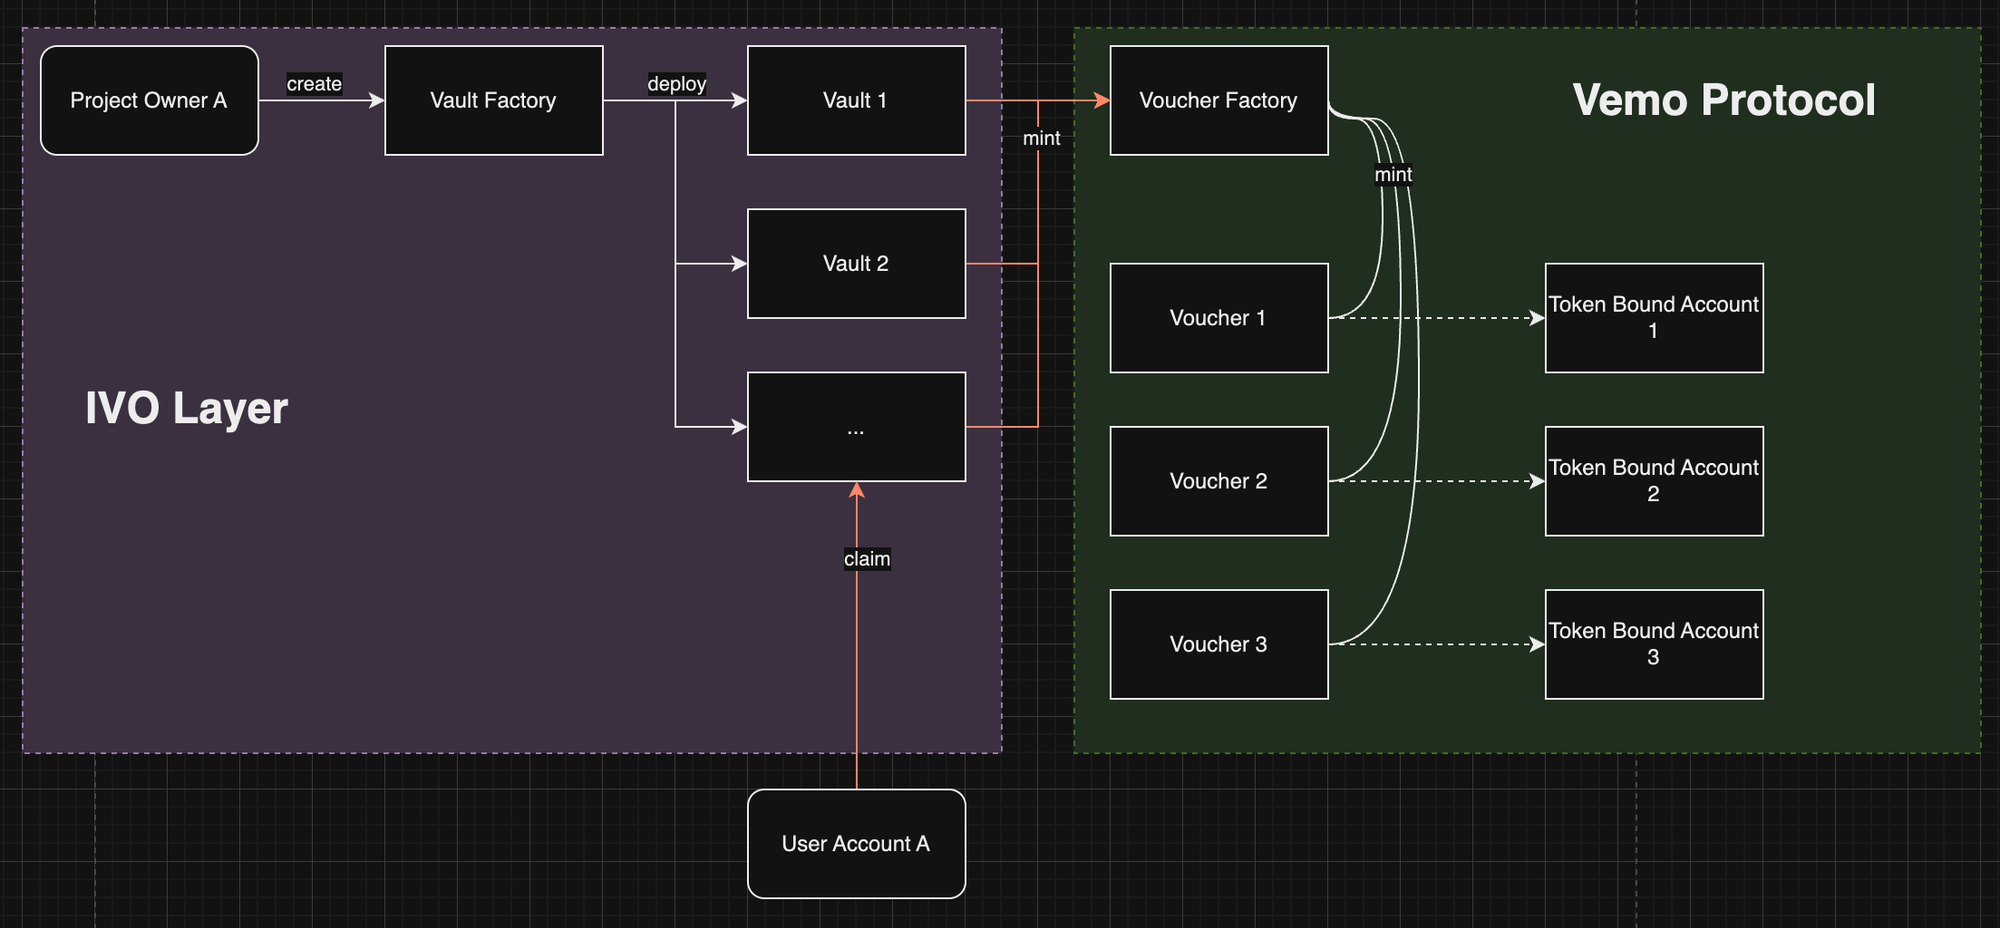 Project Owner A
create
Vault Factory
deploy
Vault 1
mint
Voucher Factory
Vemo Protocol
mint
Vault 2
Voucher 1
Token Bound Account
1
IVO Layer
...
Voucher 2
Token Bound Account
2
claim
Voucher 3
Token Bound Account
3
User Account A